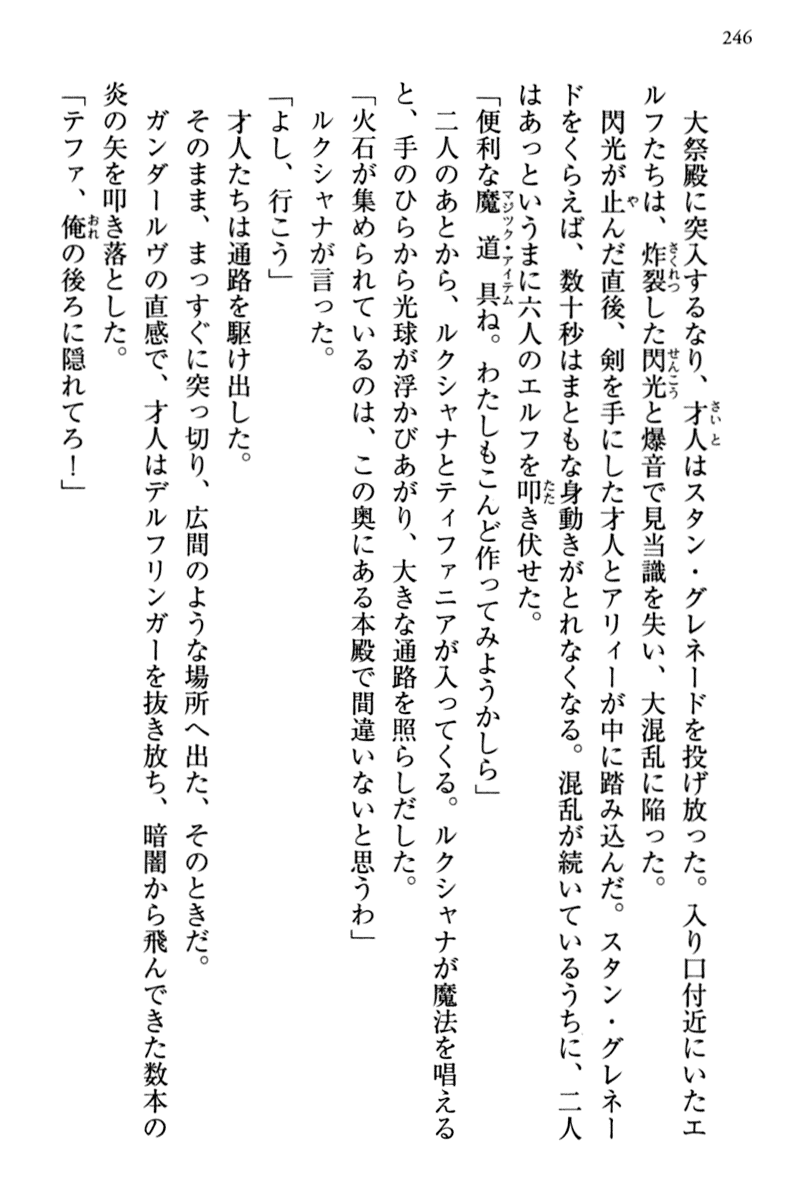 246
大祭殿に突入するなり、才人はスタン・グレネードを投げ放った。入り口付近にいたエ
ルフたちは、炸裂した閃光と爆音で見当識を失い、大混乱に陥った。
閃光が止んだ直後、剣を手にした才人とアリィーが中に踏み込んだ。スタン・グレネー
ドをくらえば、数十秒はまともな身動きがとれなくなる。混乱が続いているうちに、二人
はあっというまに六人のエルフを叩き伏せた。
「便利な魔道具ね。わたしもこんど作ってみようかしら」
二人のあとから、ルクシャナとティファニアが入ってくる。ルクシャナが魔法を唱える
と、手のひらから光球が浮かびあがり、大きな通路を照らしだした。
「火石が集められているのは、この奥にある本殿で間違いないと思うわ」
ルクシャナが言った。
「よし、行こう」
才人たちは通路を駆け出した。
そのまま、まっすぐに突っ切り、広間のような場所へ出た、そのときだ。
ガンダールヴの直感で、才人はデルフリンガーを抜き放ち、暗闇から飛んできた数本の
炎の矢を叩き落とした。
「テファ、俺の後ろに隠れてろ！」